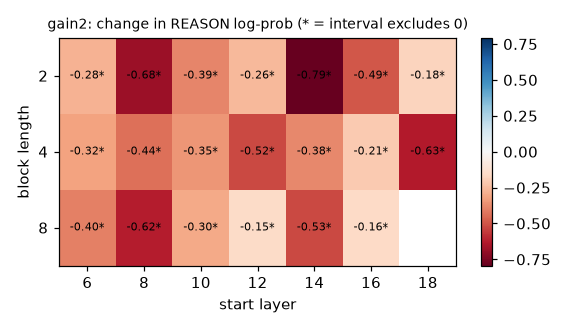 gain2: change in REASON log-prob (* = interval excludes 0)
block length
2 -0.28* -0.68* -0.39* -0.26* -0.79* -0.49* -0.18*
4 -0.32* -0.44* -0.35* -0.52* -0.38* -0.21* -0.63*
8 -0.40* -0.62* -0.30* -0.15* -0.53* -0.16*
6 8 10 12 14 16 18
start layer
0.75
0.50
0.25
0.00
−0.25
−0.50
−0.75